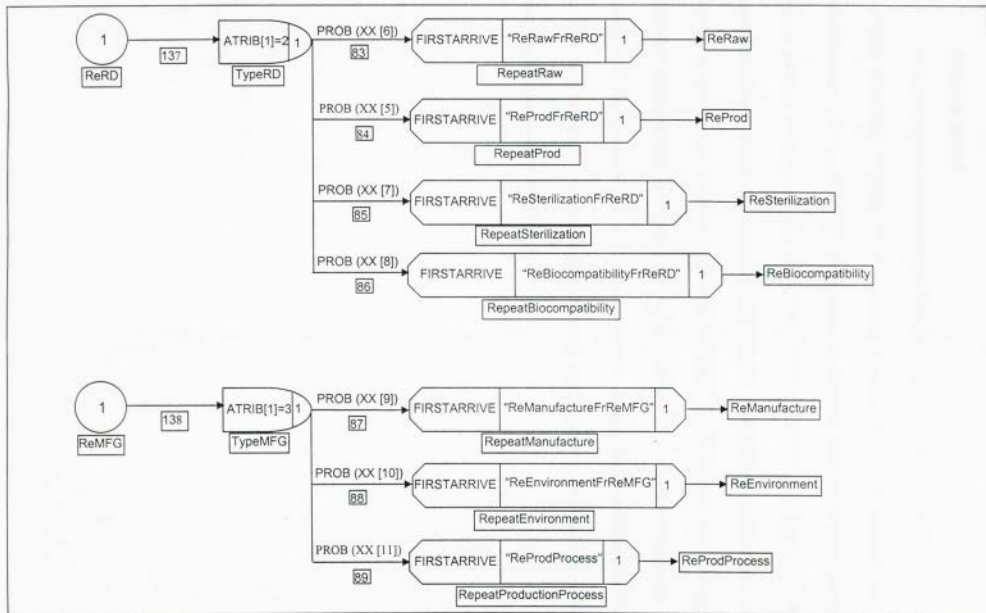 1
137
ReRD
ATRIB[1]=2
1
TypeRD
PROB (XX [6])
83
FIRSTARRIVE
"ReRawFrReRD"
1
RepeatRaw
ReRaw
PROB (XX [5])
84
FIRSTARRIVE
"ReProdFrReRD"
1
RepeatProd
ReProd
PROB (XX [7])
85
FIRSTARRIVE
"ReSterilizationFrReRD"
1
RepeatSterilization
ReSterilization
PROB (XX [8])
86
FIRSTARRIVE
"ReBiocompatibilityFrReRD"
1
RepeatBiocompatibility
ReBiocompatibility
1
138
ReMFG
ATRIB[1]=3
1
TypeMFG
PROB (XX [9])
87
FIRSTARRIVE
"ReManufactureFrReMFG"
1
RepeatManufacture
ReManufacture
PROB (XX [10])
88
FIRSTARRIVE
"ReEnvironmentFrReMFG"
1
RepeatEnvironment
ReEnvironment
PROB (XX [11])
89
FIRSTARRIVE
"ReProdProcess"
1
RepeatProductionProcess
ReProdProcess